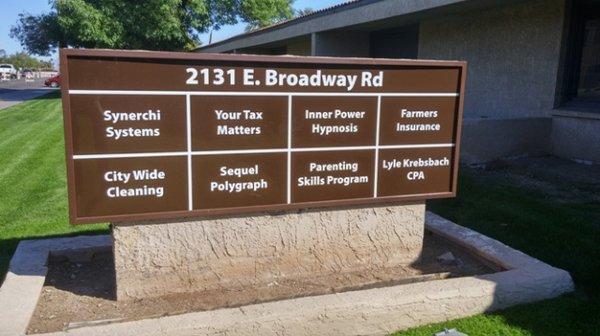 2131 E. Broadway Rd
Synerchi
Systems
Your Tax
Matters
Inner Power
Hypnosis
Farmers
Insurance
City Wide
Cleaning
Sequel
Polygraph
Parenting
Skills Program
Lyle Krebsbach
CPA